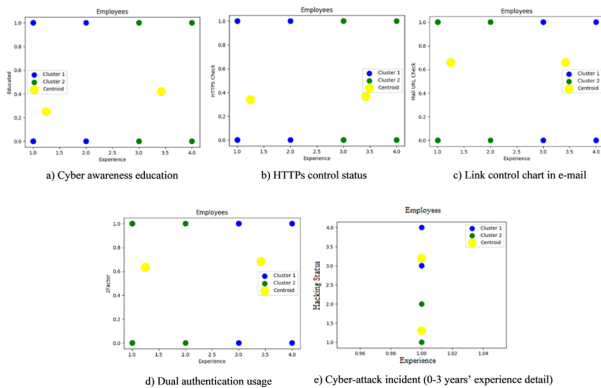 Employees
1.0
0.8
0.6
0.4
0.2
0.0
Educated
Cluster 1
Cluster 2
Centroid
1.0 1.5 2.0 2.5 3.0 3.5 4.0
Experience
a) Cyber awareness education
Employees
1.0
0.8
0.6
0.4
0.2
0.0
HTTPS Check
Cluster 1
Cluster 2
Centroid
1.0 1.5 2.0 2.5 3.0 3.5 4.0
Experience
b) HTTPs control status
Employees
1.0
0.8
0.6
0.4
0.2
0.0
Mail URL Check
Cluster 1
Cluster 2
Centroid
1.0 1.5 2.0 2.5 3.0 3.5 4.0
Experience
c) Link control chart in e-mail
Employees
1.0
0.8
0.6
0.4
0.2
0.0
2Factor
Cluster 1
Cluster 2
Centroid
1.0 1.5 2.0 2.5 3.0 3.5 4.0
Experience
d) Dual authentication usage
Employees
4.0
3.5
3.0
2.5
2.0
1.5
1.0
Hacking Status
Cluster 1
Cluster 2
Centroid
0.96 0.98 1.00 1.02 1.04
Experience
e) Cyber-attack incident (0-3 years’ experience detail)